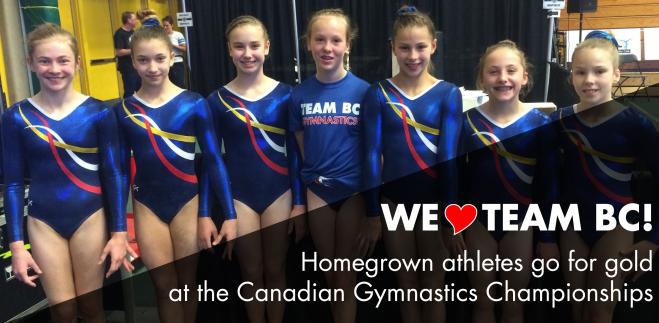 TEAM BC
GYMNASTICS
WE TEAM BC!
Homegrown athletes go for gold
at the Canadian Gymnastics Championships